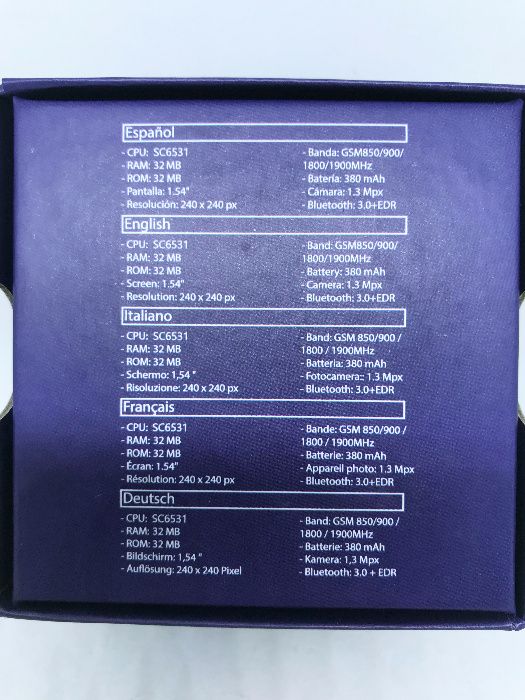 Español
- CPU: SC6531
- RAM: 32 MB
- ROM: 32 MB
- Pantalla: 1.54"
- Resolución: 240 x 240 px
- Banda: GSM850/900/
1800/1900MHz
- Batería: 380 mAh
- Cámara: 1.3 Mpx
- Bluetooth: 3.0+EDR
English
- CPU: SC6531
- RAM: 32 MB
- ROM: 32 MB
- Screen: 1.54"
- Resolution: 240 x 240 px
- Band: GSM850/900/
1800/1900MHz
- Battery: 380 mAh
- Camera: 1.3 Mpx
- Bluetooth: 3.0+EDR
Italiano
- CPU: SC6531
- RAM: 32 MB
- ROM: 32 MB
- Schermo: 1,54 "
- Risoluzione: 240 x 240 px
- Band: GSM 850/900 /
1800 / 1900MHz
- Batteria: 380 mAh
- Fotocamera:: 1.3 Mpx
- Bluetooth: 3.0+EDR
Français
- CPU: SC6531
- RAM: 32 MB
- ROM: 32 MB
- Écran: 1.54"
- Résolution: 240 x 240 px
- Bande: GSM 850/900 /
1800 / 1900MHz
- Batterie: 380 mAh
- Appareil photo: 1.3 Mpx
- Bluetooth: 3.0+EDR
Deutsch
- CPU: SC6531
- RAM: 32 MB
- ROM: 32 MB
- Bildschirm: 1,54 "
- Auflösung: 240 x 240 Pixel
- Band: GSM 850/900 /
1800 / 1900MHz
- Batterie: 380 mAh
- Kamera: 1,3 Mpx
- Bluetooth: 3.0 + EDR